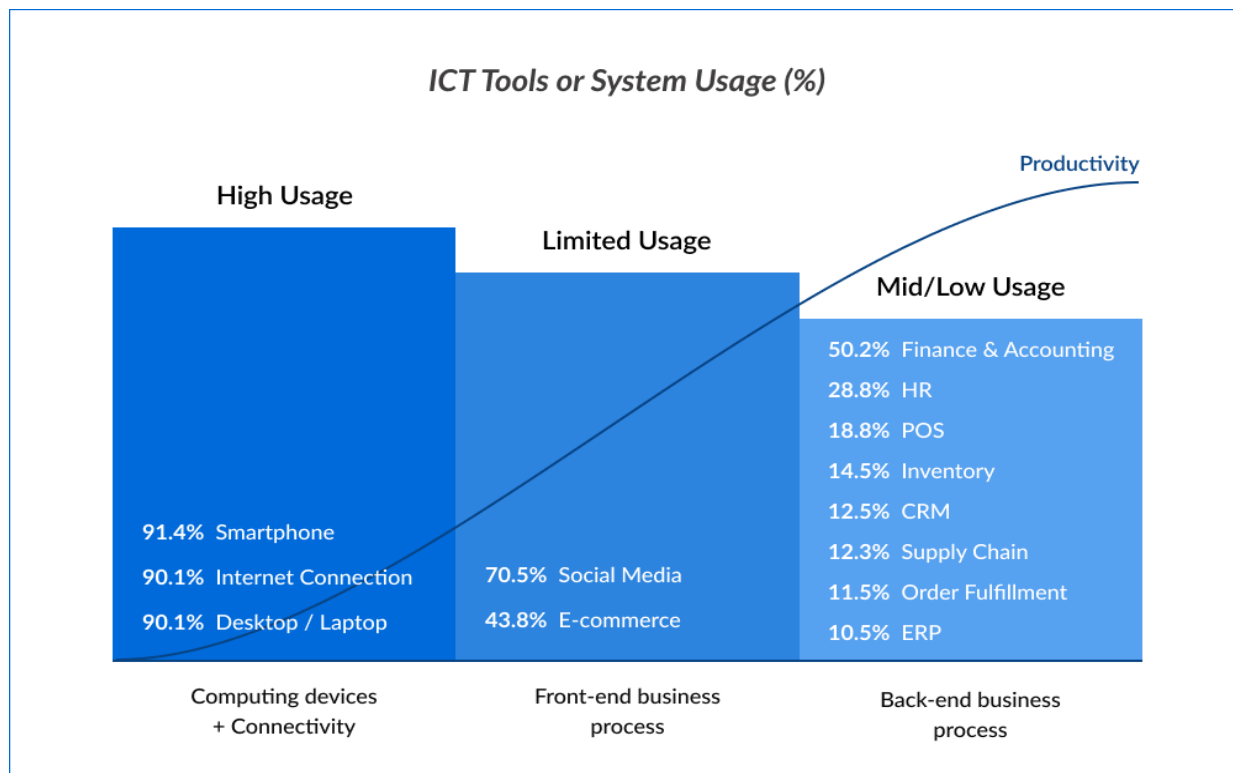 ICT Tools or System Usage (%)
Productivity
High Usage
Limited Usage
Mid/Low Usage
91.4% Smartphone
90.1% Internet Connection
90.1% Desktop / Laptop
70.5% Social Media
43.8% E-commerce
50.2% Finance & Accounting
28.8% HR
18.8% POS
14.5% Inventory
12.5% CRM
12.3% Supply Chain
11.5% Order Fulfillment
10.5% ERP
Computing devices
+ Connectivity
Front-end business
process
Back-end business
process